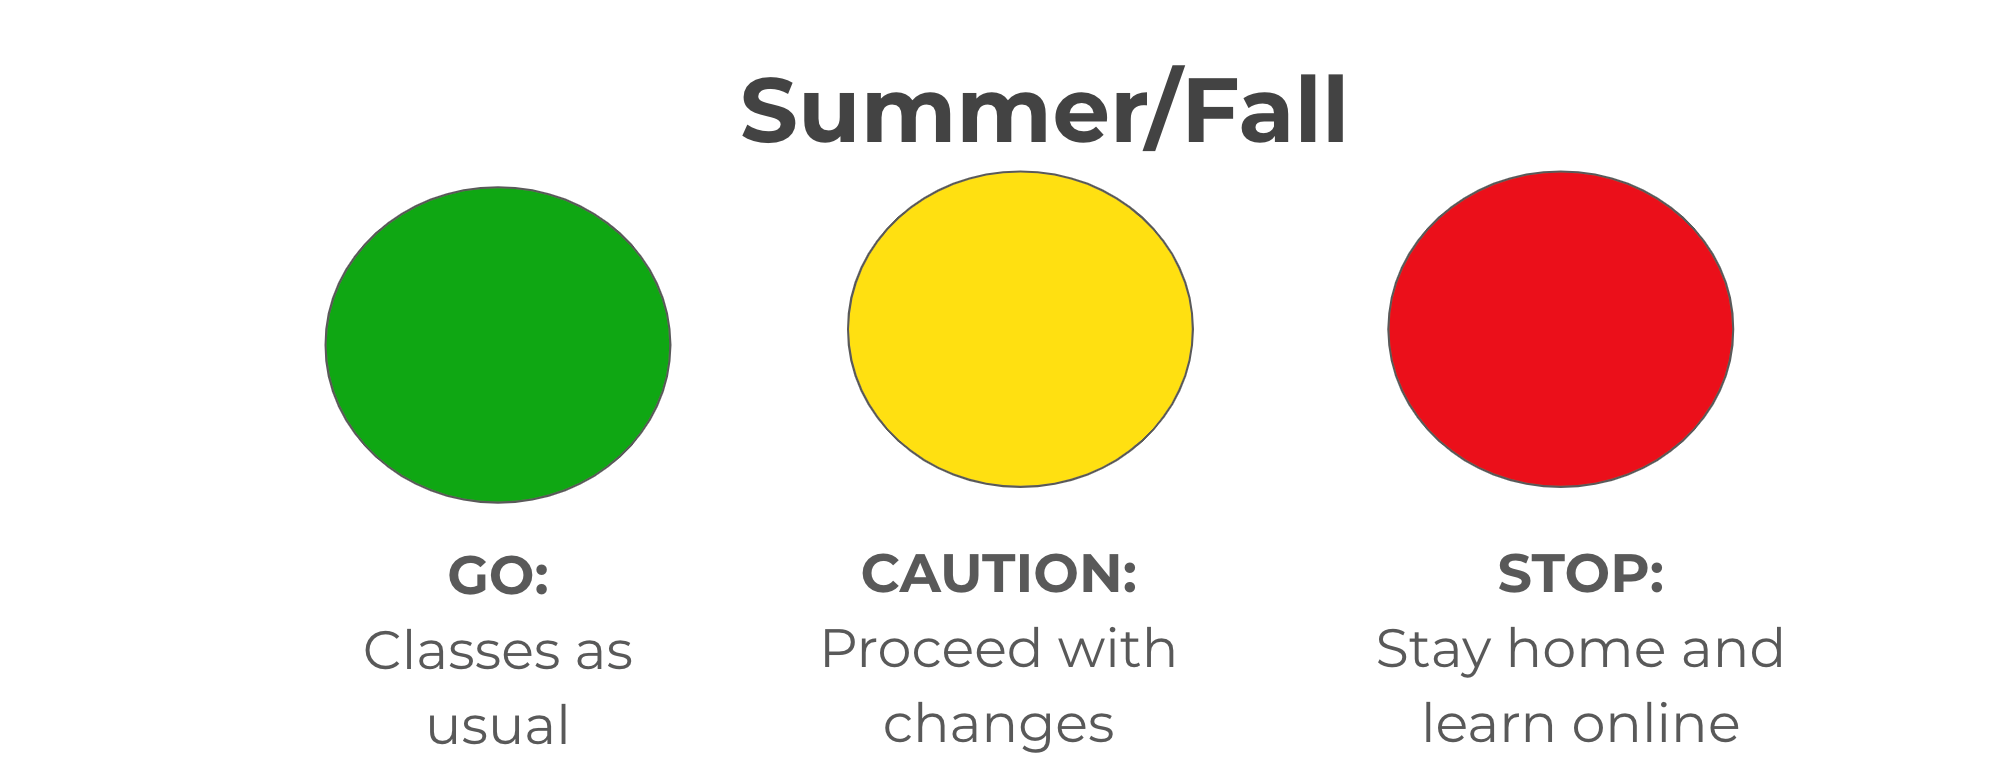 Summer/Fall
GO:
Classes as
usual
CAUTION:
Proceed with
changes
STOP:
Stay home and
learn online